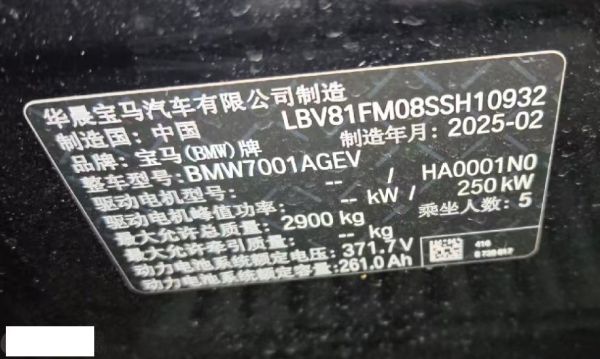 华晨宝马汽车有限公司制造
LBV81FM08SSH10932
制造国: 中国 制造年月: 2025-02
品牌: 宝马(BMW)牌
整车型号: BMW7001AGEV
驱动电机型号: -- / HA0001N0
驱动电机峰值功率: -- kW / 250 kW
最大允许总质量: 2900 kg 乘坐人数: 5
最大允许牵引质量: -- kg
动力电池系统额定电压: 371.7V
动力电池系统额定容量: 261.0Ah
416